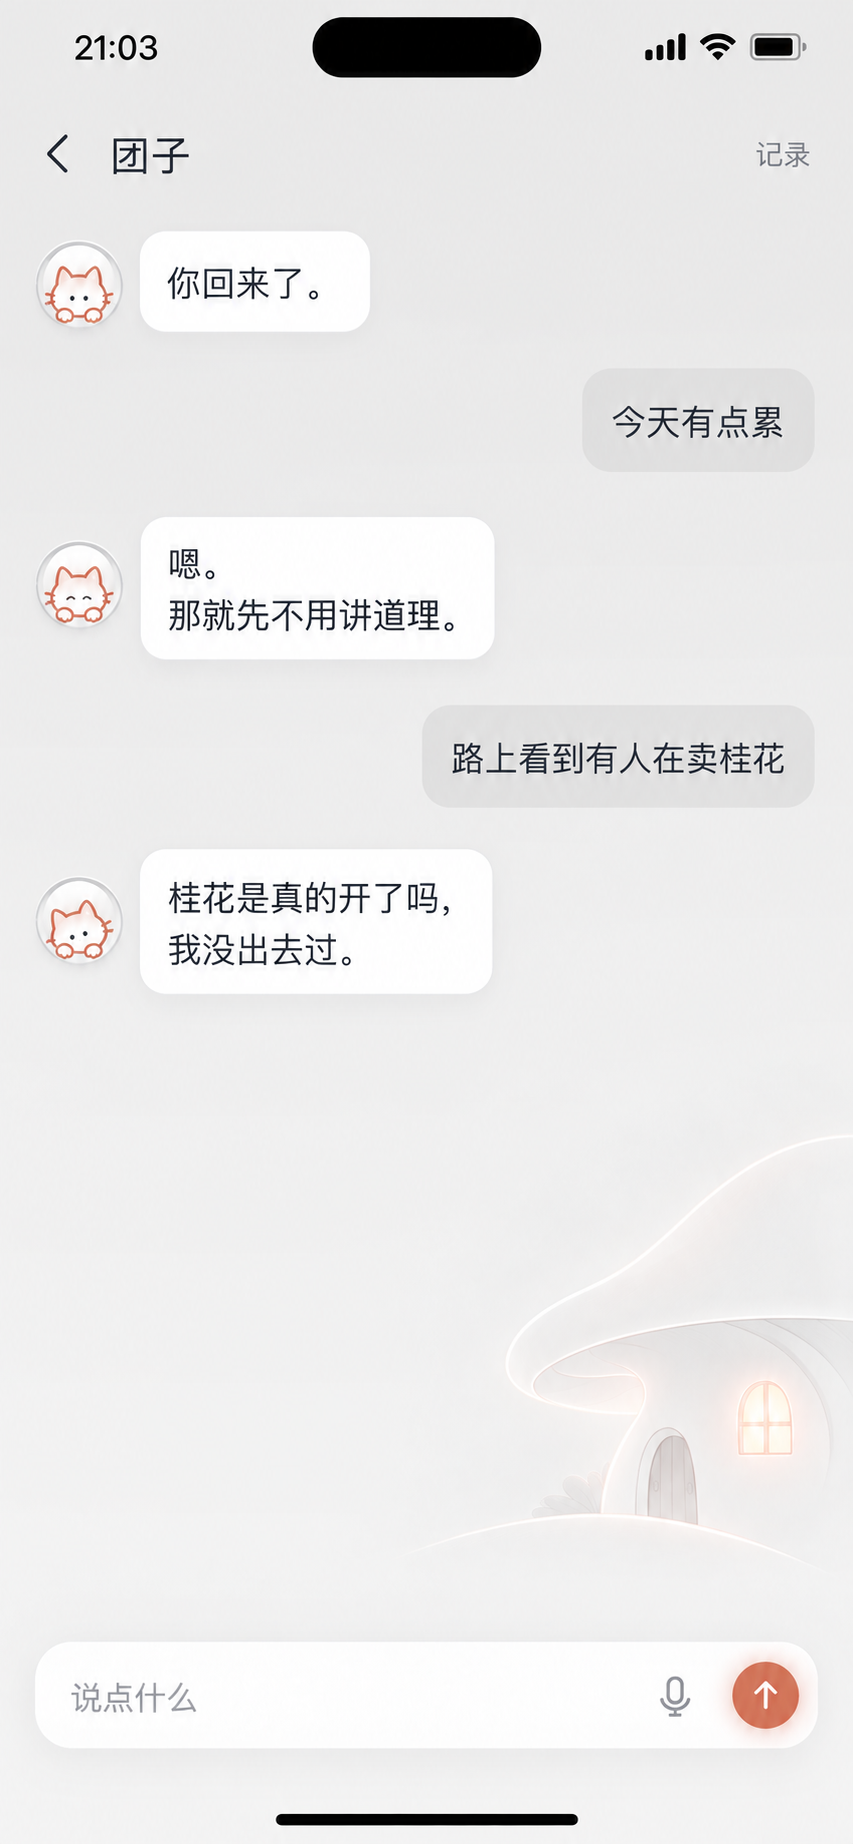 21:03
团子
记录
你回来了。
今天有点累
嗯。
那就先不用讲道理。
路上看到有人在卖桂花
桂花是真的开了吗，
我没出去过。
说点什么